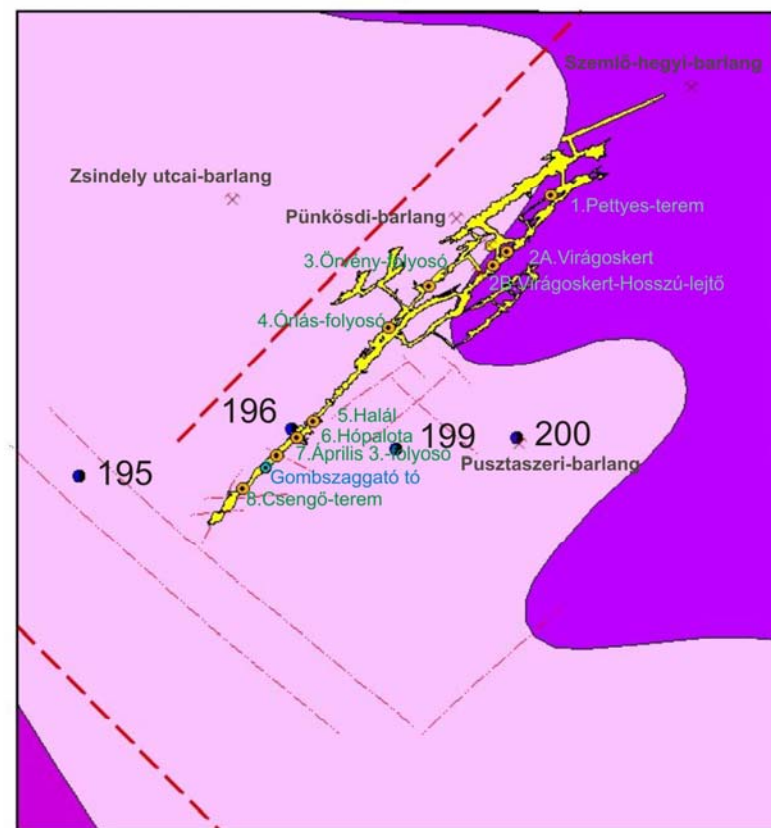 Szemlő-hegyi-barlang
Zsindely utcai-barlang
1.Pettyes-terem
Pünkösdi-barlang
2A.Virágoskert
3.Örvény-folyosó
2B.Virágoskert-Hosszú-lejtő
4.Óriás-folyosó
5.Halál
196
6.Hópalota
199
200
7.Április 3.-folyosó
Pusztaszeri-barlang
195
Gombszaggató tó
8.Csengő-terem